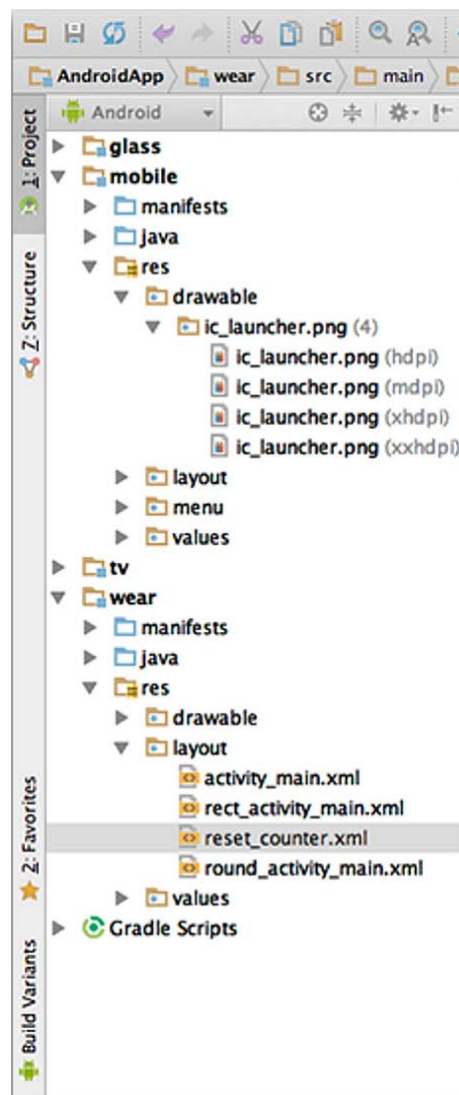 AndroidApp wear src main
Android
glass
mobile
manifests
java
res
drawable
ic_launcher.png (4)
ic_launcher.png (hdpi)
ic_launcher.png (mdpi)
ic_launcher.png (xhdpi)
ic_launcher.png (xxhdpi)
layout
menu
values
tv
wear
manifests
java
res
drawable
layout
activity_main.xml
rect_activity_main.xml
reset_counter.xml
round_activity_main.xml
values
Gradle Scripts
1: Project
7: Structure
2: Favorites
Build Variants